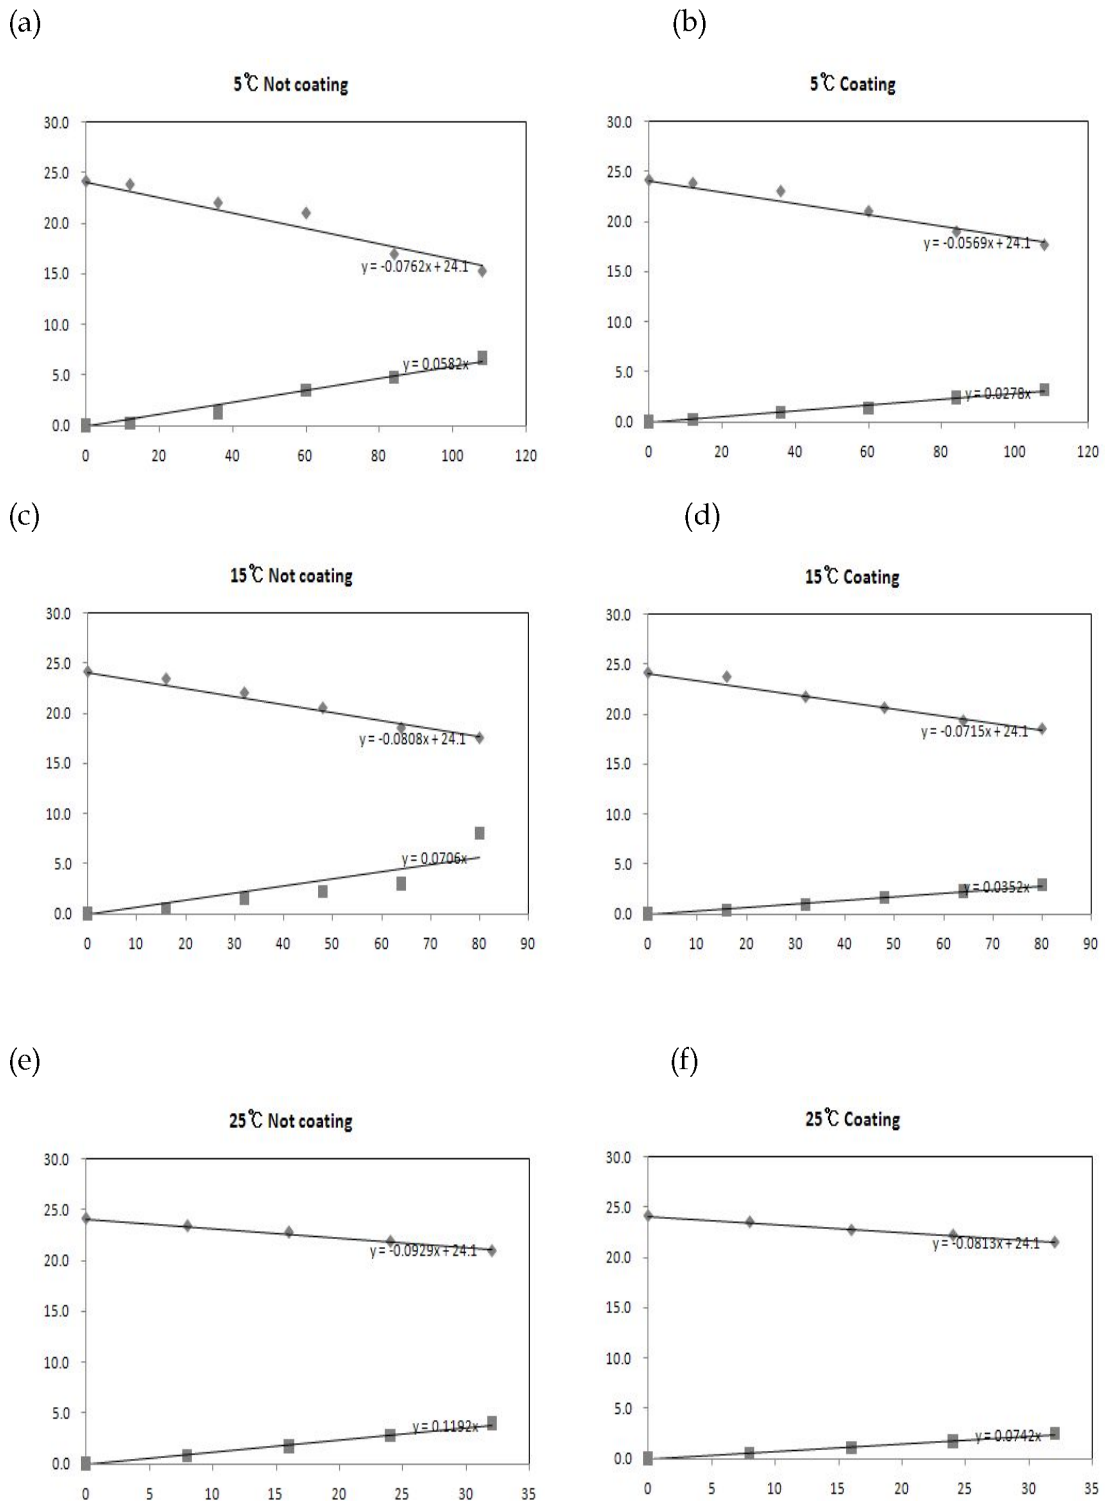 (a)
(b)
5℃ Not coating
5℃ Coating
30.0
25.0
20.0
15.0
10.0
5.0
0.0
y = -0.0762x + 24.1
y = 0.0582x
0 20 40 60 80 100 120
30.0
25.0
20.0
15.0
10.0
5.0
0.0
y = -0.0569x + 24.1
y = 0.0278x
0 20 40 60 80 100 120
(c)
(d)
15℃ Not coating
15℃ Coating
30.0
25.0
20.0
15.0
10.0
5.0
0.0
y = -0.0808x + 24.1
y = 0.0706x
0 10 20 30 40 50 60 70 80 90
30.0
25.0
20.0
15.0
10.0
5.0
0.0
y = -0.0715x + 24.1
y = 0.0352x
0 10 20 30 40 50 60 70 80 90
(e)
(f)
25℃ Not coating
25℃ Coating
30.0
25.0
20.0
15.0
10.0
5.0
0.0
y = -0.0929x + 24.1
y = 0.1192x
0 5 10 15 20 25 30 35
30.0
25.0
20.0
15.0
10.0
5.0
0.0
y = -0.0813x + 24.1
y = 0.0742x
0 5 10 15 20 25 30 35